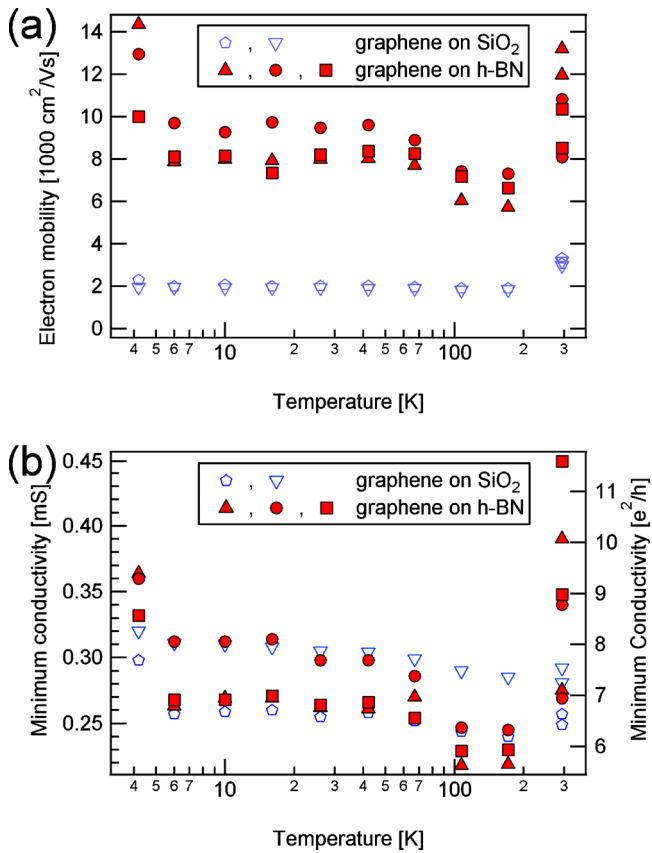 (a)
14
12
10
8
6
4
2
0
Electron mobility [1000 cm²/Vs]
, graphene on SiO₂
, , graphene on h-BN
4 5 6 7 10 2 3 4 5 6 7 100 2 3
Temperature [K]
(b)
0.45
0.40
0.35
0.30
0.25
Minimum conductivity [mS]
, graphene on SiO₂
, , graphene on h-BN
11
10
9
8
7
6
Minimum Conductivity [e²/h]
4 5 6 7 10 2 3 4 5 6 7 100 2 3
Temperature [K]